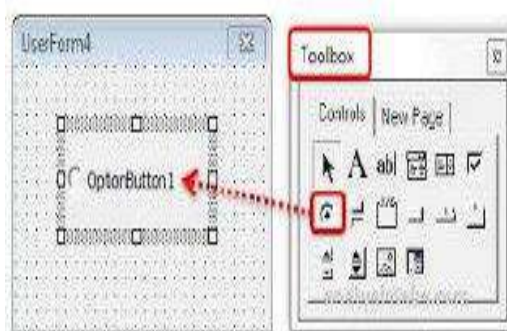 UserForm4
OptionButton1
Toolbox
Controls
New Page
A
abl